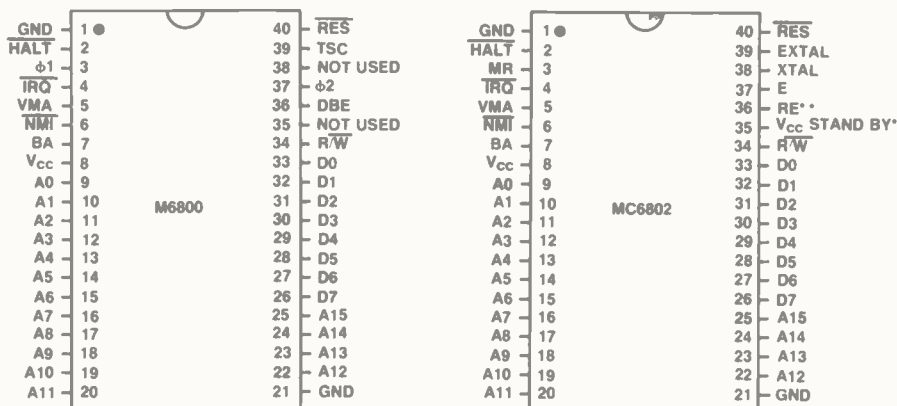 GND 1 40 R̅E̅S̅
H̅A̅L̅T̅ 2 39 TSC
ϕ1 3 38 NOT USED
I̅R̅Q̅ 4 37 ϕ2
VMA 5 36 DBE
N̅M̅I̅ 6 35 NOT USED
BA 7 34 R/W̅
VCC 8 33 D0
A0 9 32 D1
A1 10 31 D2
A2 11 30 D3
A3 12 29 D4
A4 13 28 D5
A5 14 27 D6
A6 15 26 D7
A7 16 25 A15
A8 17 24 A14
A9 18 23 A13
A10 19 22 A12
A11 20 21 GND
M6800
GND 1 40 R̅E̅S̅
H̅A̅L̅T̅ 2 39 EXTAL
MR 3 38 XTAL
I̅R̅Q̅ 4 37 E
VMA 5 36 RE**
N̅M̅I̅ 6 35 VCC STAND BY*
BA 7 34 R/W̅
VCC 8 33 D0
A0 9 32 D1
A1 10 31 D2
A2 11 30 D3
A3 12 29 D4
A4 13 28 D5
A5 14 27 D6
A6 15 26 D7
A7 16 25 A15
A8 17 24 A14
A9 18 23 A13
A10 19 22 A12
A11 20 21 GND
MC6802